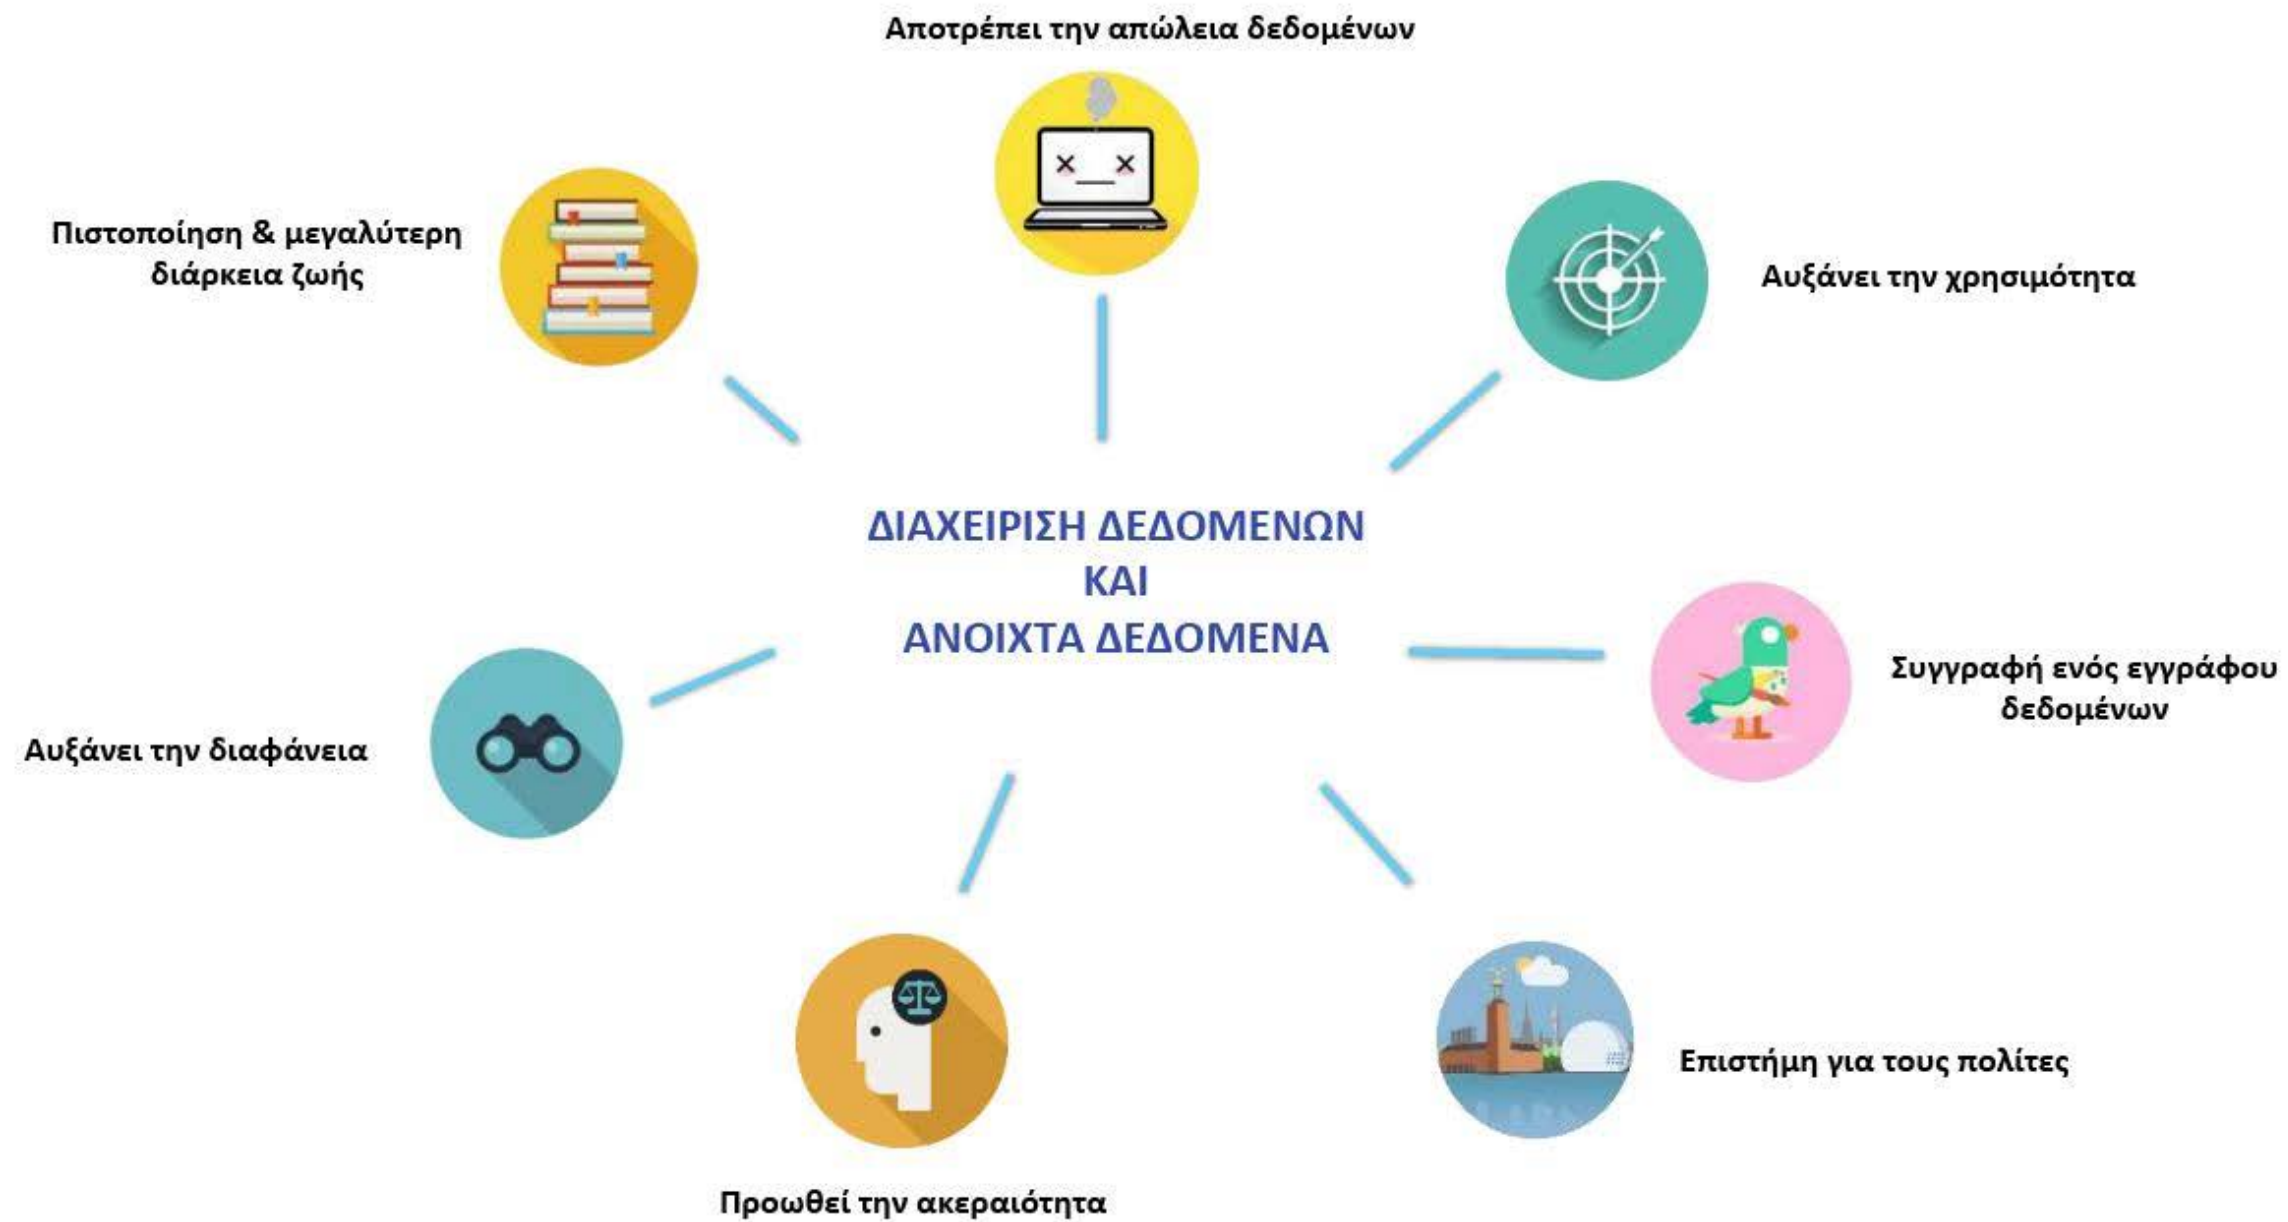 Αποτρέπει την απώλεια δεδομένων
Πιστοποίηση & μεγαλύτερη
διάρκεια ζωής
Αυξάνει την χρησιμότητα
ΔΙΑΧΕΙΡΙΣΗ ΔΕΔΟΜΕΝΩΝ
ΚΑΙ
ΑΝΟΙΧΤΑ ΔΕΔΟΜΕΝΑ
Συγγραφή ενός εγγράφου
δεδομένων
Αυξάνει την διαφάνεια
Επιστήμη για τους πολίτες
Προωθεί την ακεραιότητα